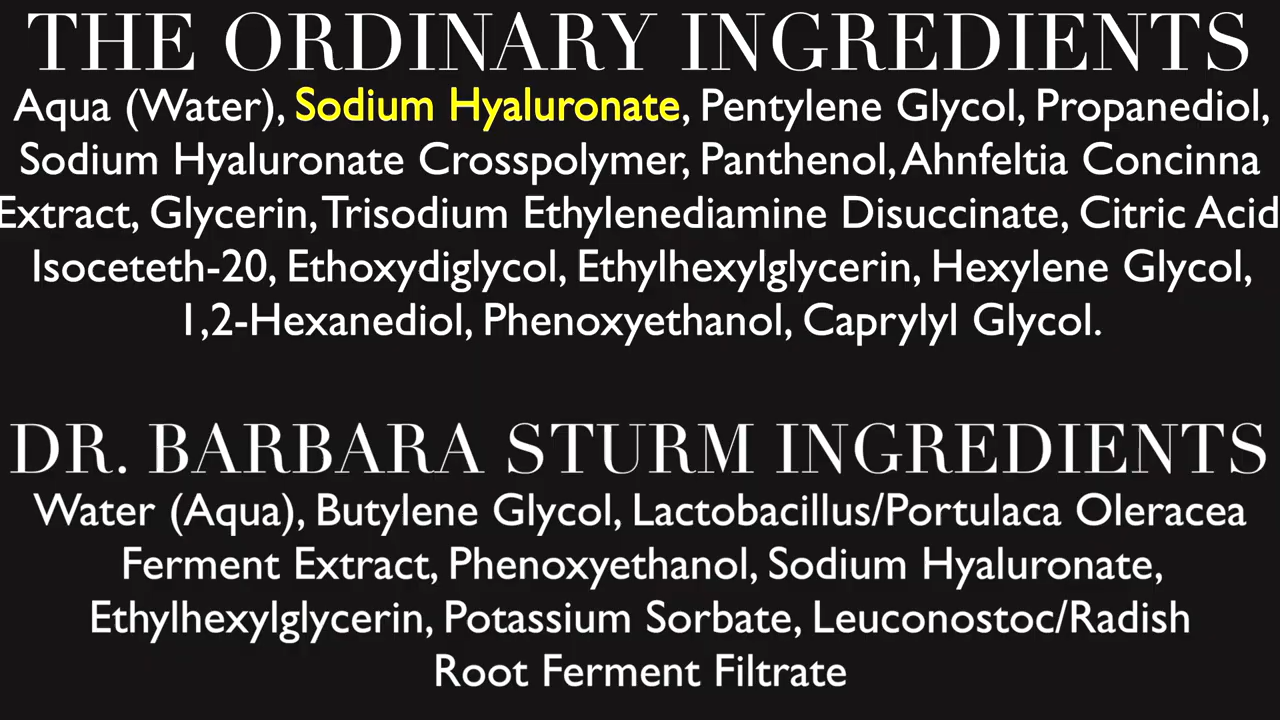 THE ORDINARY INGREDIENTS
Aqua (Water), Sodium Hyaluronate, Pentylene Glycol, Propanediol,
Sodium Hyaluronate Crosspolymer, Panthenol, Ahnfeltia Concinna
Extract, Glycerin, Trisodium Ethylenediamine Disuccinate, Citric Acid
Isoceteth-20, Ethoxydiglycol, Ethylhexylglycerin, Hexylene Glycol,
1,2-Hexanediol, Phenoxyethanol, Caprylyl Glycol.
DR. BARBARA STURM INGREDIENTS
Water (Aqua), Butylene Glycol, Lactobacillus/Portulaca Oleracea
Ferment Extract, Phenoxyethanol, Sodium Hyaluronate,
Ethylhexylglycerin, Potassium Sorbate, Leuconostoc/Radish
Root Ferment Filtrate